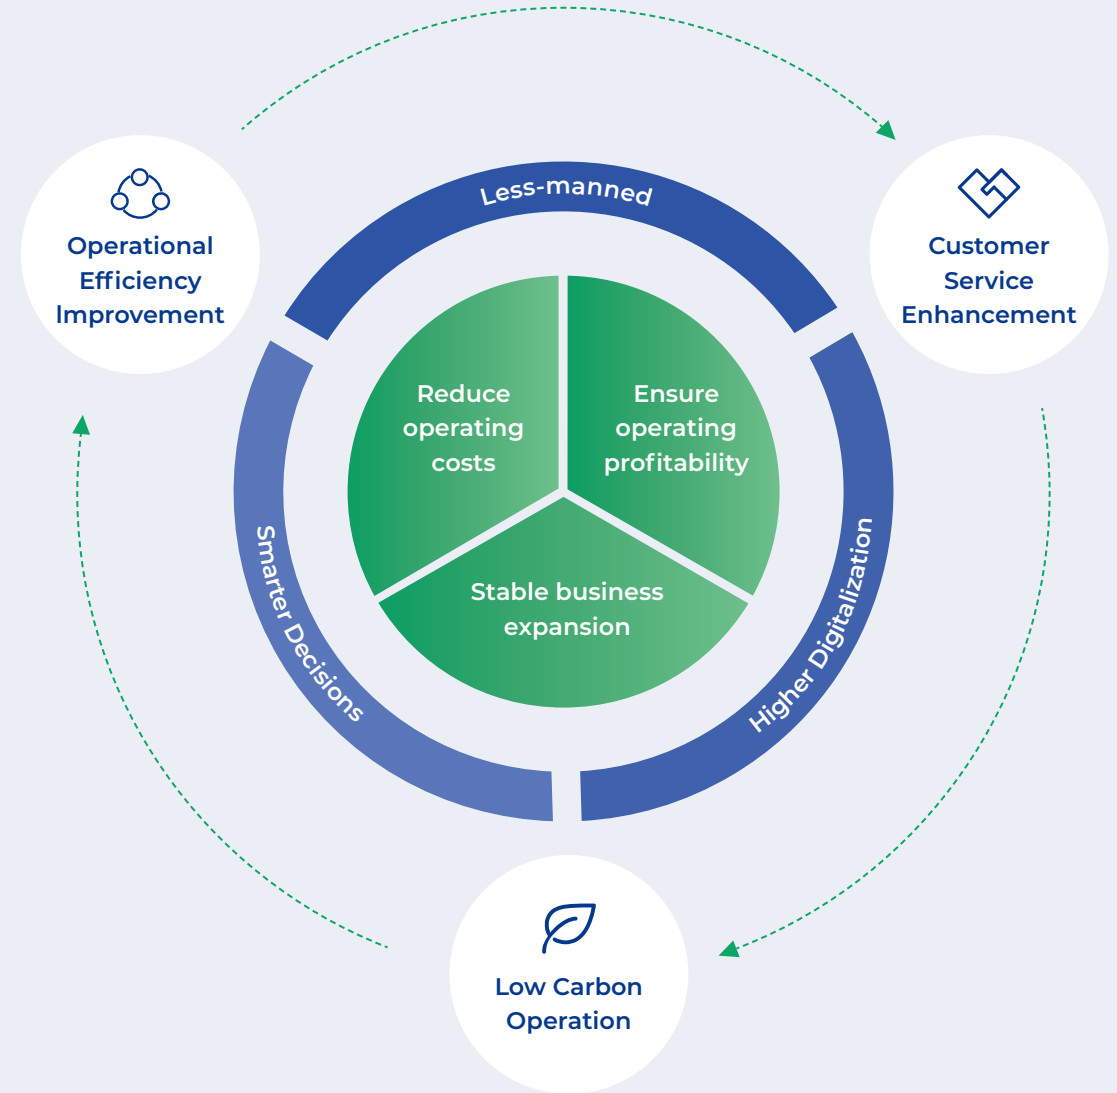 Less-manned
Operational
Efficiency
Improvement
Customer
Service
Enhancement
Reduce
operating
costs
Ensure
operating
profitability
Stable business
expansion
Smarter Decisions
Higher Digitalization
Low Carbon
Operation